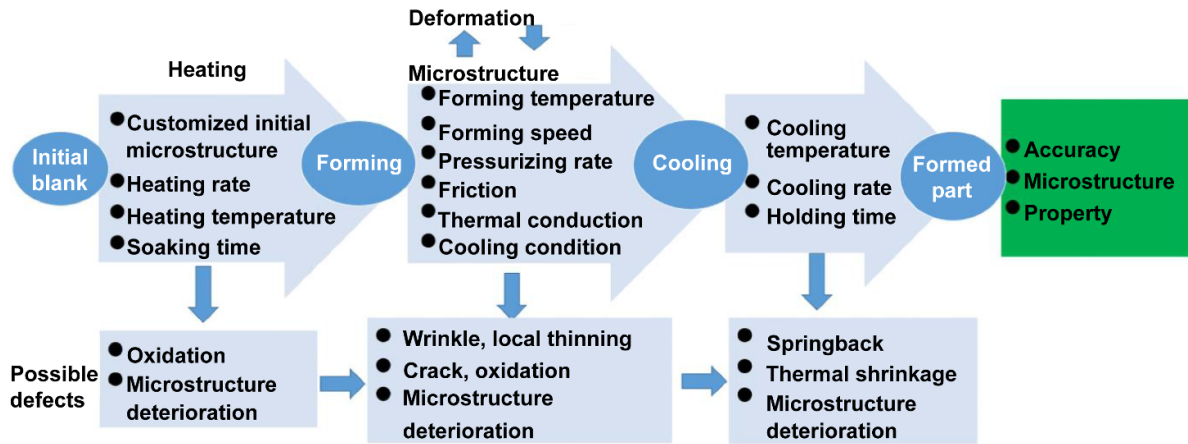 Deformation
Heating
Microstructure
Initial
blank
Customized initial
microstructure
Heating rate
Heating temperature
Soaking time
Forming
Forming temperature
Forming speed
Pressurizing rate
Friction
Thermal conduction
Cooling condition
Cooling
Cooling
temperature
Cooling rate
Holding time
Formed
part
Accuracy
Microstructure
Property
Possible
defects
Oxidation
Microstructure
deterioration
Wrinkle, local thinning
Crack, oxidation
Microstructure
deterioration
Springback
Thermal shrinkage
Microstructure
deterioration